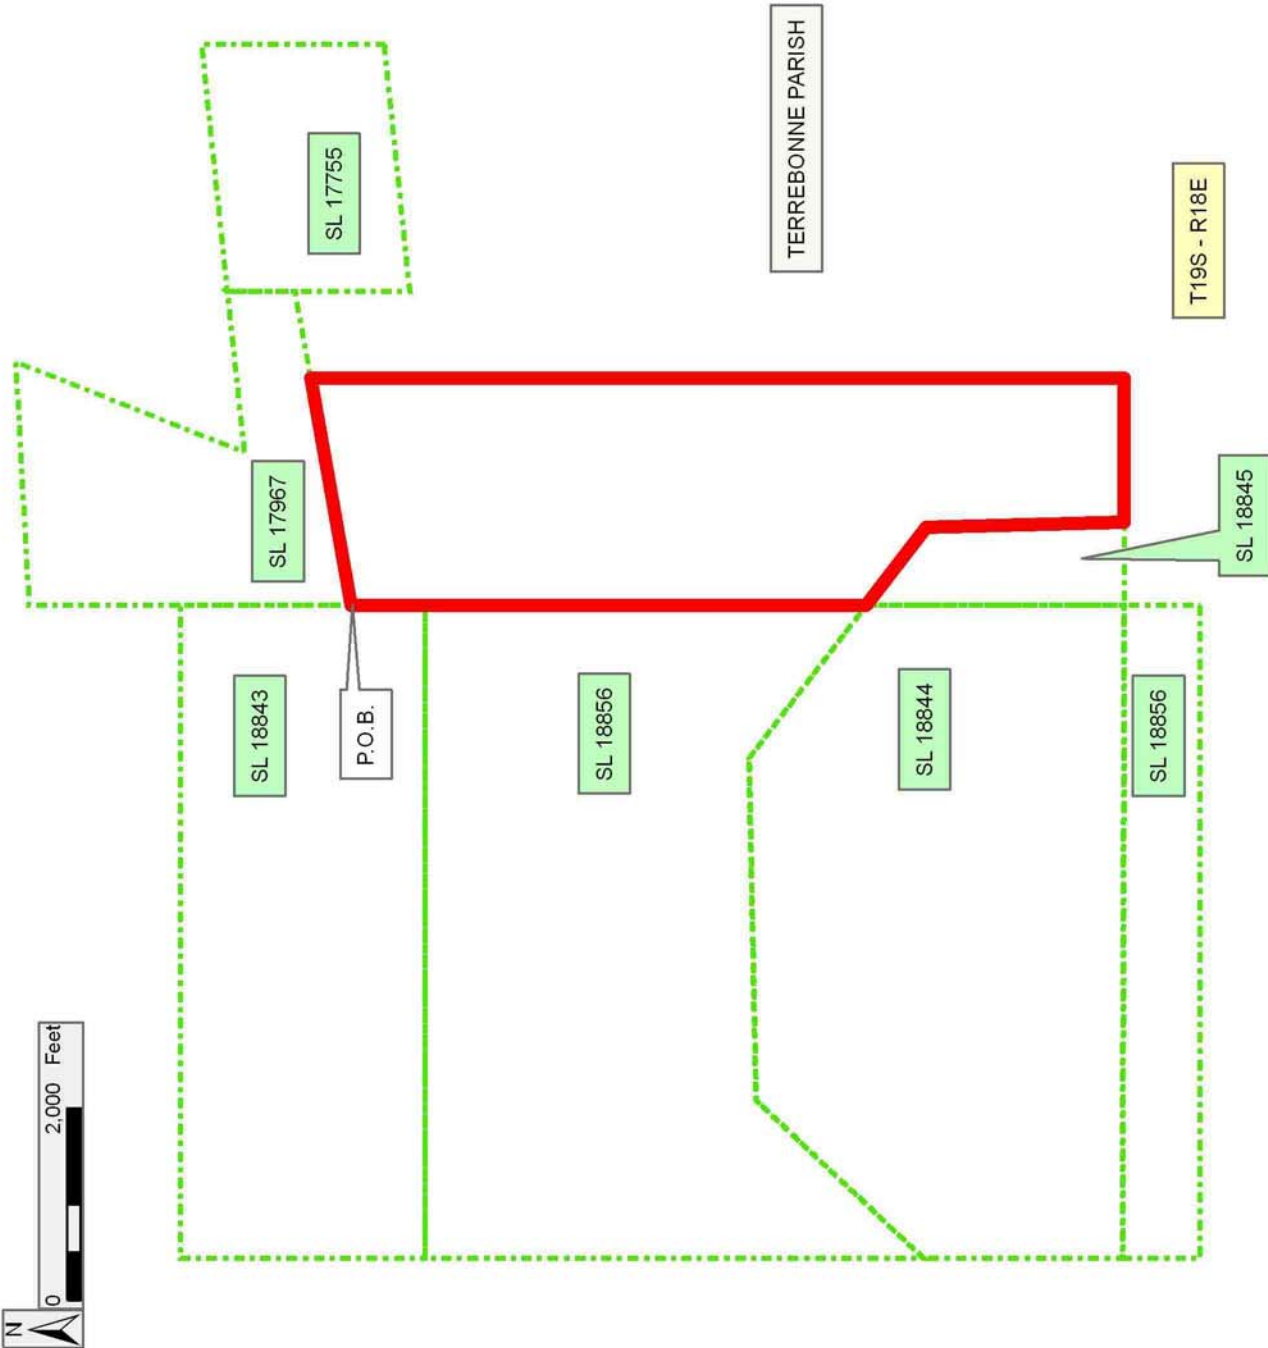 N
0 2,000 Feet
SL 18843
P.O.B.
SL 18856
SL 18844
SL 18856
SL 17967
SL 18845
SL 17755
TERREBONNE PARISH
T19S - R18E